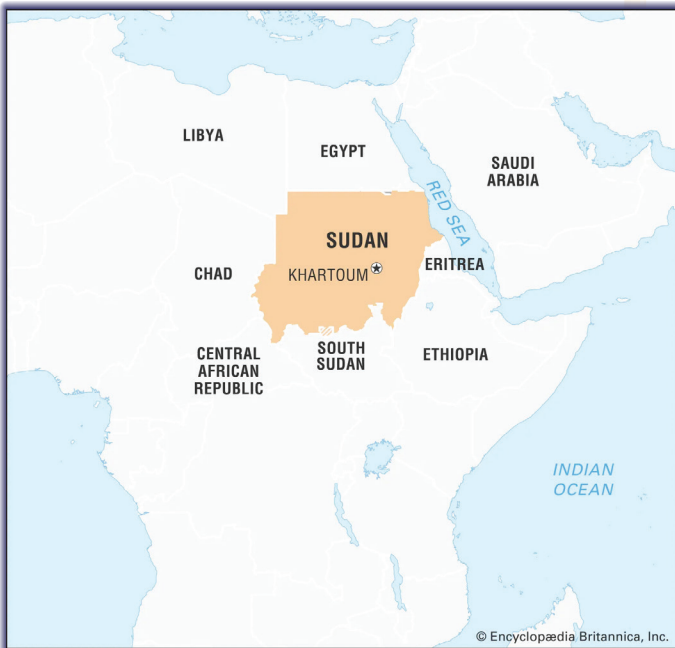 LIBYA
EGYPT
SAUDI
ARABIA
RED SEA
SUDAN
KHARTOUM
CHAD
ERITREA
CENTRAL
AFRICAN
REPUBLIC
SOUTH
SUDAN
ETHIOPIA
INDIAN
OCEAN
© Encyclopædia Britannica, Inc.